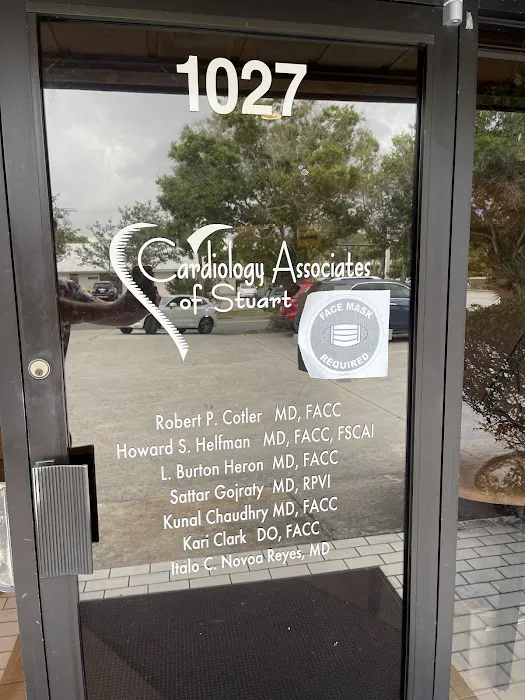 1027
Cardiology Associates
of Stuart
FACE MASK
REQUIRED
Robert P. Cotler MD, FACC
Howard S. Helfman MD, FACC, FSCAI
L. Burton Heron MD, FACC
Sattar Gojraty MD, RPVI
Kunal Chaudhry MD, FACC
Kari Clark DO, FACC
Italo C. Novoa Reyes, MD